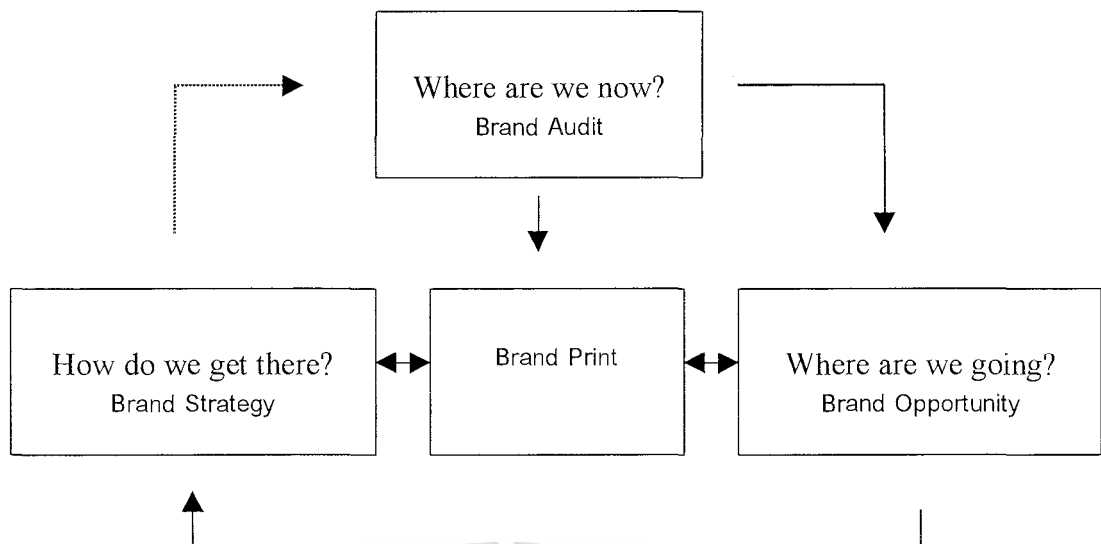 Where are we now?
Brand Audit
How do we get there?
Brand Strategy
Brand Print
Where are we going?
Brand Opportunity